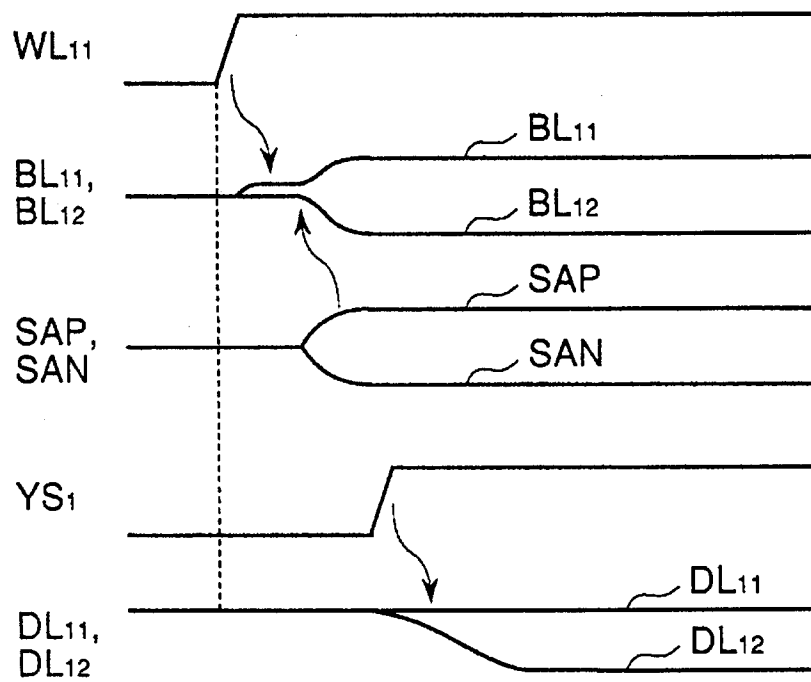 WL11
BL11
BL11,
BL12
BL12
SAP
SAP,
SAN
SAN
YS1
DL11
DL11,
DL12
DL12